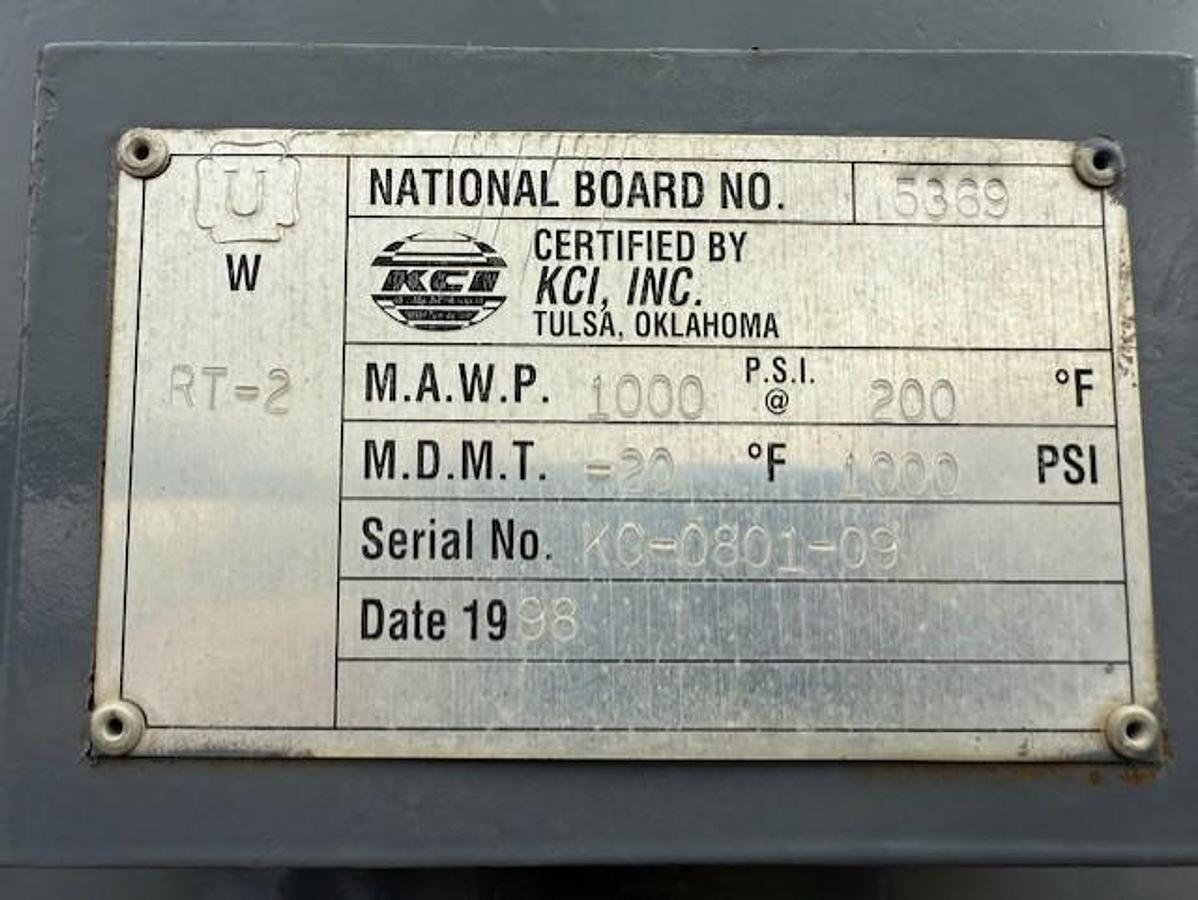 U
W
RT-2
NATIONAL BOARD NO. 5369
KCI
CERTIFIED BY
KCI, INC.
TULSA, OKLAHOMA
M.A.W.P. 1000 P.S.I. @ 200 °F
M.D.M.T. -20 °F 1000 PSI
Serial No. KC-0801-09
Date 1998